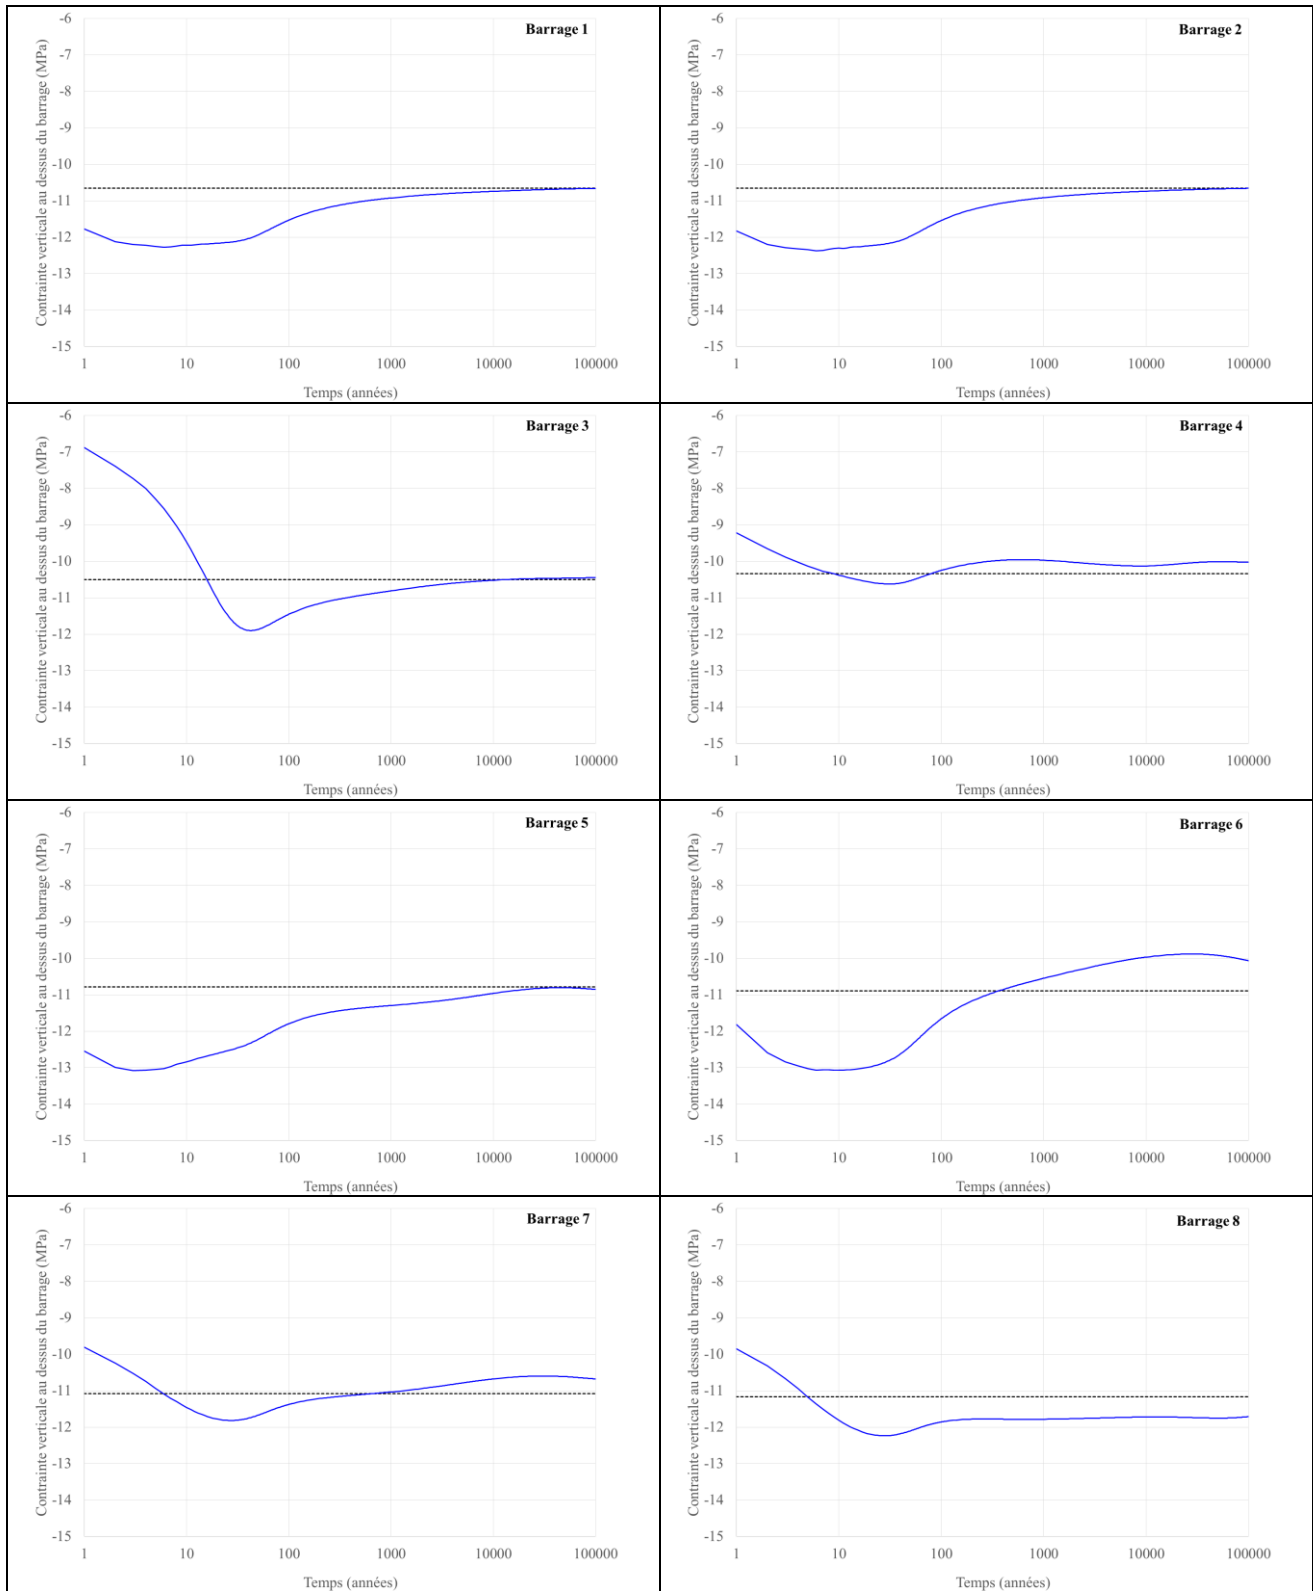 Barrage 1
Contrainte verticale au dessus du barrage (MPa)
-6
-7
-8
-9
-10
-11
-12
-13
-14
-15
1 10 100 1000 10000 100000
Temps (années)
Barrage 2
Contrainte verticale au dessus du barrage (MPa)
-6
-7
-8
-9
-10
-11
-12
-13
-14
-15
1 10 100 1000 10000 100000
Temps (années)
Barrage 3
Contrainte verticale au dessus du barrage (MPa)
-6
-7
-8
-9
-10
-11
-12
-13
-14
-15
1 10 100 1000 10000 100000
Temps (années)
Barrage 4
Contrainte verticale au dessus du barrage (MPa)
-6
-7
-8
-9
-10
-11
-12
-13
-14
-15
1 10 100 1000 10000 100000
Temps (années)
Barrage 5
Contrainte verticale au dessus du barrage (MPa)
-6
-7
-8
-9
-10
-11
-12
-13
-14
-15
1 10 100 1000 10000 100000
Temps (années)
Barrage 6
Contrainte verticale au dessus du barrage (MPa)
-6
-7
-8
-9
-10
-11
-12
-13
-14
-15
1 10 100 1000 10000 100000
Temps (années)
Barrage 7
Contrainte verticale au dessus du barrage (MPa)
-6
-7
-8
-9
-10
-11
-12
-13
-14
-15
1 10 100 1000 10000 100000
Temps (années)
Barrage 8
Contrainte verticale au dessus du barrage (MPa)
-6
-7
-8
-9
-10
-11
-12
-13
-14
-15
1 10 100 1000 10000 100000
Temps (années)